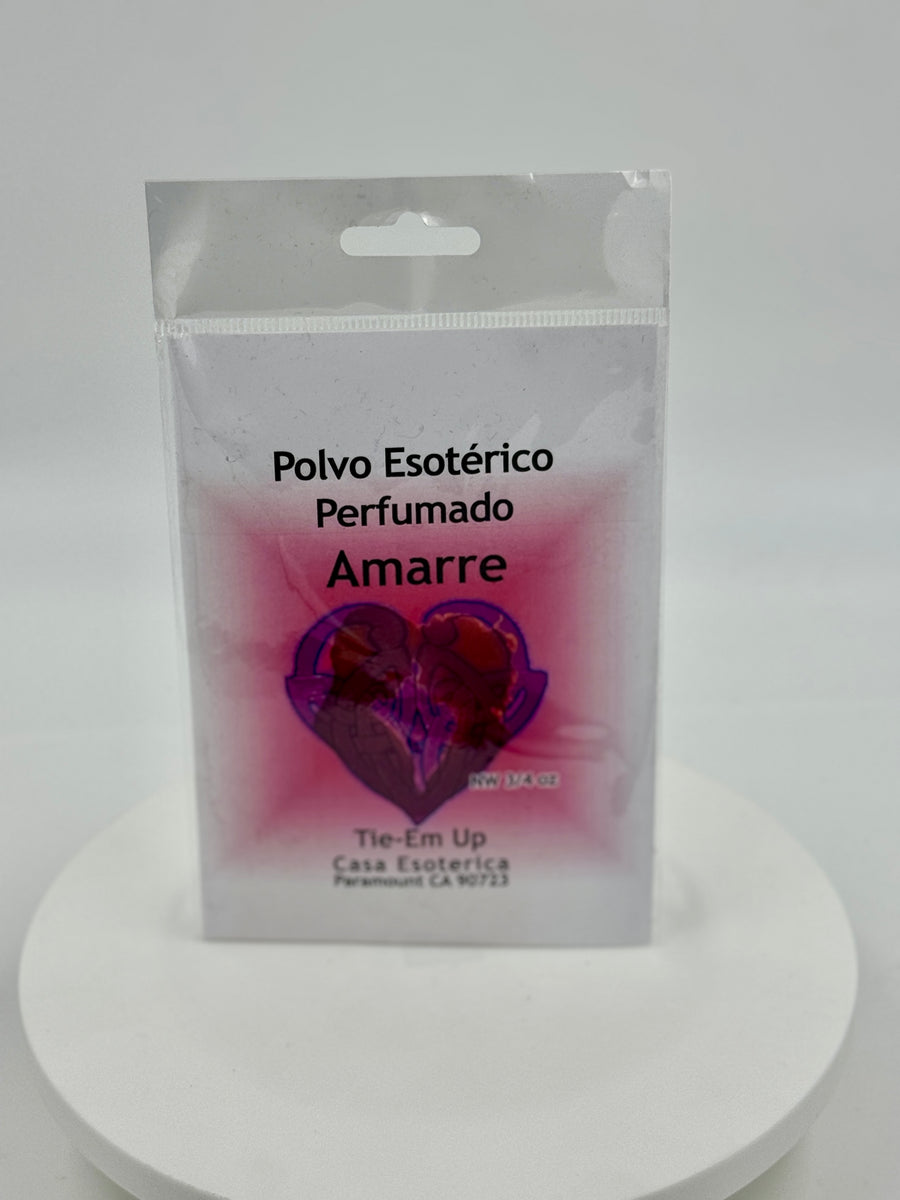 Polvo Esotérico
Perfumado
Amarre
NW 3/4 oz
Tie-Em Up
Casa Esoterica
Paramount CA 90723